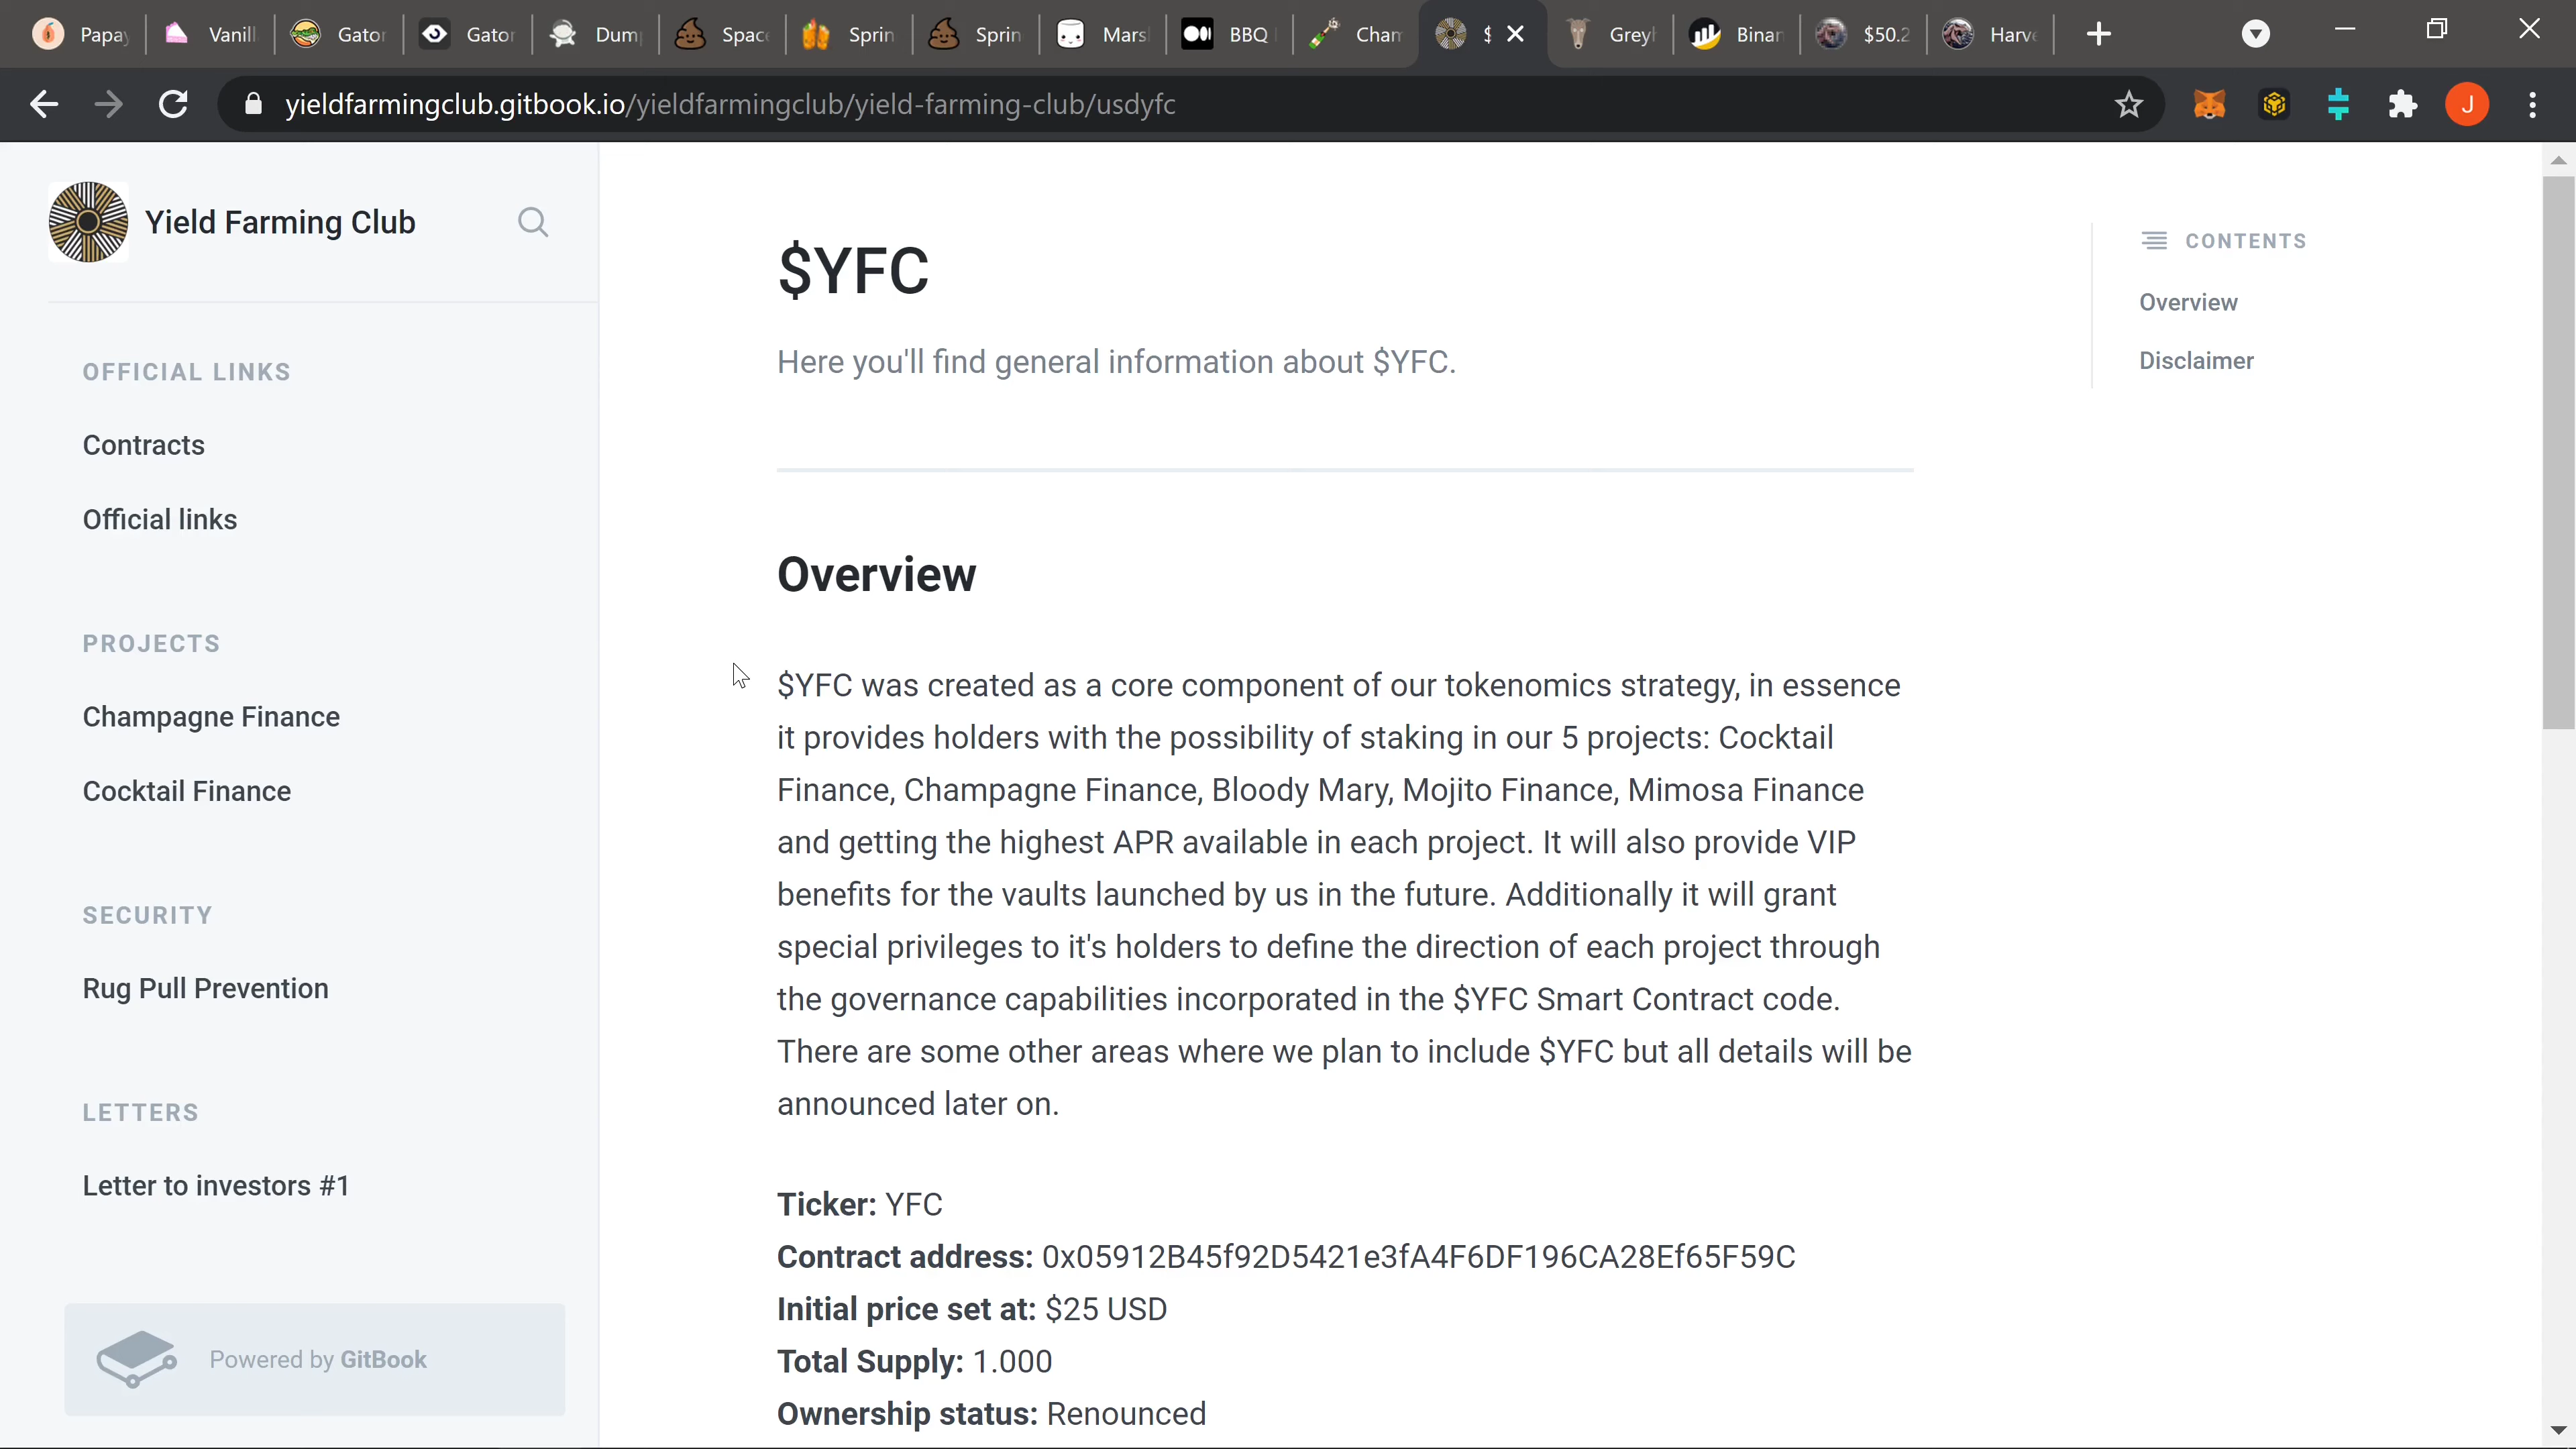 Papay
Vanill
Gator
Gator
Dum
Space
Sprin
Sprin
Mars
BBQ
Cham
$
Greyh
Binan
$50.2
Harve
yieldfarmingclub.gitbook.io/yieldfarmingclub/yield-farming-club/usdyfc
J
Yield Farming Club
OFFICIAL LINKS
Contracts
Official links
PROJECTS
Champagne Finance
Cocktail Finance
SECURITY
Rug Pull Prevention
LETTERS
Letter to investors #1
Powered by GitBook
$YFC
Here you'll find general information about $YFC.
Overview
$YFC was created as a core component of our tokenomics strategy, in essence
it provides holders with the possibility of staking in our 5 projects: Cocktail
Finance, Champagne Finance, Bloody Mary, Mojito Finance, Mimosa Finance
and getting the highest APR available in each project. It will also provide VIP
benefits for the vaults launched by us in the future. Additionally it will grant
special privileges to it's holders to define the direction of each project through
the governance capabilities incorporated in the $YFC Smart Contract code.
There are some other areas where we plan to include $YFC but all details will be
announced later on.
Ticker: YFC
Contract address: 0x05912B45f92D5421e3fA4F6DF196CA28Ef65F59C
Initial price set at: $25 USD
Total Supply: 1.000
Ownership status: Renounced
CONTENTS
Overview
Disclaimer